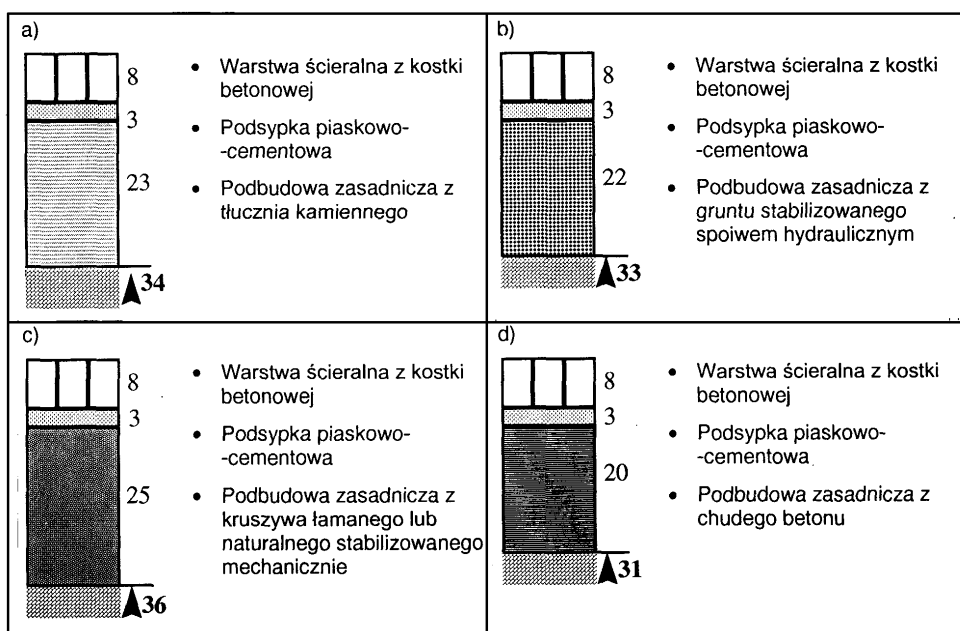 a)
8
3
23
34
• Warstwa ścieralna z kostki
betonowej
• Podsypka piaskowo-
-cementowa
• Podbudowa zasadnicza z
tłucznia kamiennego
b)
8
3
22
33
• Warstwa ścieralna z kostki
betonowej
• Podsypka piaskowo-
-cementowa
• Podbudowa zasadnicza z
gruntu stabilizowanego
spoiwem hydraulicznym
c)
8
3
25
36
• Warstwa ścieralna z kostki
betonowej
• Podsypka piaskowo-
-cementowa
• Podbudowa zasadnicza z
kruszywa łamanego lub
naturalnego stabilizowanego
mechanicznie
d)
8
3
20
31
• Warstwa ścieralna z kostki
betonowej
• Podsypka piaskowo-
-cementowa
• Podbudowa zasadnicza z
chudego betonu